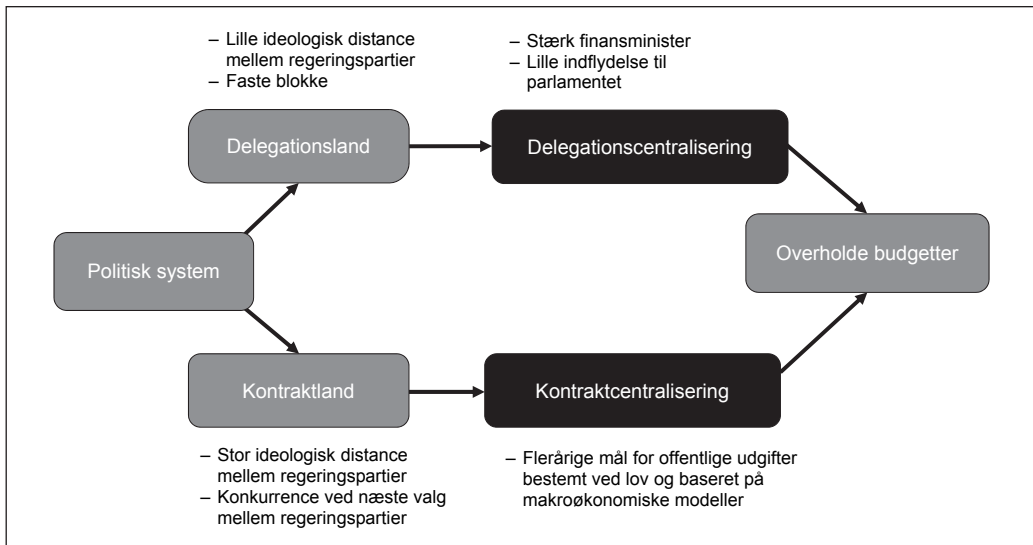 – Lille ideologisk distance
mellem regeringspartier
– Faste blokke
– Stærk finansminister
– Lille indflydelse til
parlamentet
Delegationsland
Delegationscentralisering
Politisk system
Overholde budgetter
Kontraktland
Kontraktcentralisering
– Stor ideologisk distance
mellem regeringspartier
– Konkurrence ved næste valg
mellem regeringspartier
– Flerårige mål for offentlige udgifter
bestemt ved lov og baseret på
makroøkonomiske modeller